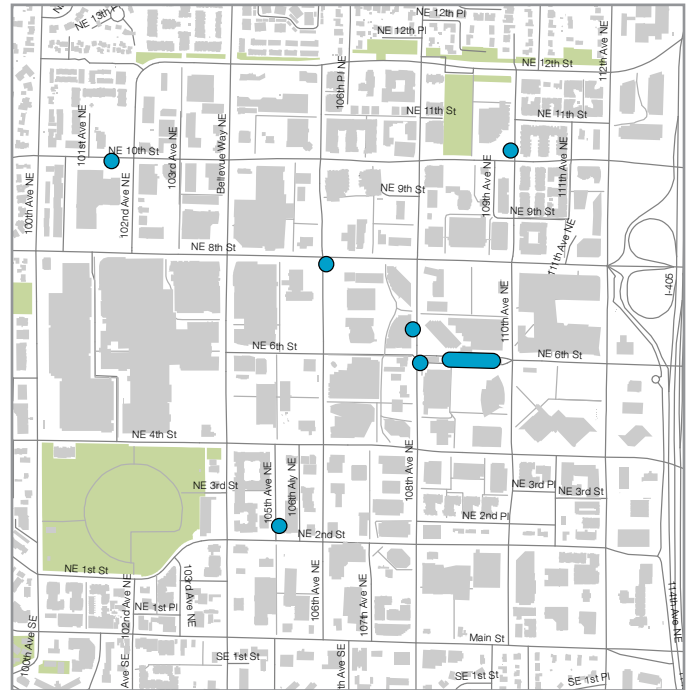 NE 12th Pl
NE 13th P
NE 12th Pl
NE 12th St
112th Ave NE
106th Pl NE
NE 11th St
NE 11th St
101st Ave NE
NE 10th St
103rd Ave NE
Bellevue Way NE
100th Ave NE
102nd Ave NE
NE 9th St
109th Ave NE
111th Ave NE
NE 9th St
111th Ave NE
NE 8th St
I-405
110th Ave NE
NE 6th St
NE 6th St
NE 4th St
108th Ave NE
NE 3rd St
105th Ave NE
106th Aly NE
NE 3rd Pl
NE 3rd St
NE 2nd Pl
NE 2nd St
NE 1st St
102nd Ave NE
103rd Ave NE
NE 1st Pl
106th Ave NE
107th Ave NE
114th Ave NE
100th Ave SE
Main St
Ave SE
SE 1st St
th Ave SE
SE 1st St
SE 1st Pl